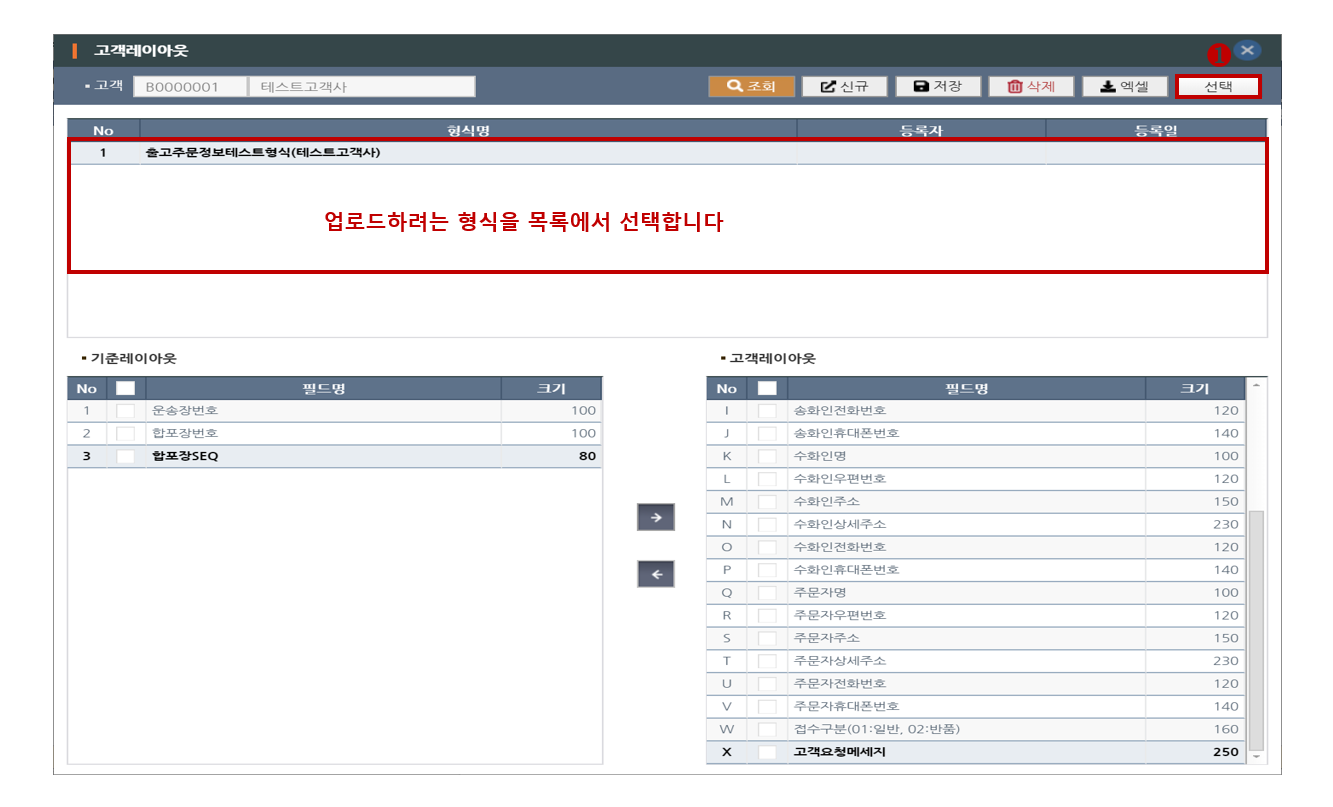 고객레이아웃
1
고객 B0000001 테스트고객사 조회 신규 저장 삭제 엑셀 선택
No 형식명 등록자 등록일
1 출고주문정보테스트형식(테스트고객사)
업로드하려는 형식을 목록에서 선택합니다
기준레이아웃
No 필드명 크기
1 운송장번호 100
2 합포장번호 100
3 합포장SEQ 80
고객레이아웃
No 필드명 크기
I 송화인전화번호 120
J 송화인휴대폰번호 140
K 수화인명 100
L 수화인우편번호 120
M 수화인주소 150
N 수화인상세주소 230
O 수화인전화번호 120
P 수화인휴대폰번호 140
Q 주문자명 100
R 주문자우편번호 120
S 주문자주소 150
T 주문자상세주소 230
U 주문자전화번호 120
V 주문자휴대폰번호 140
W 접수구분(01:일반, 02:반품) 160
X 고객요청메세지 250